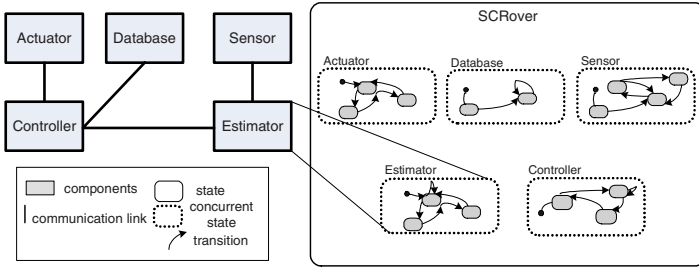 Actuator
Database
Sensor
Controller
Estimator
components
communication link
state
concurrent
state
transition
SCRover
Actuator
Database
Sensor
Estimator
Controller